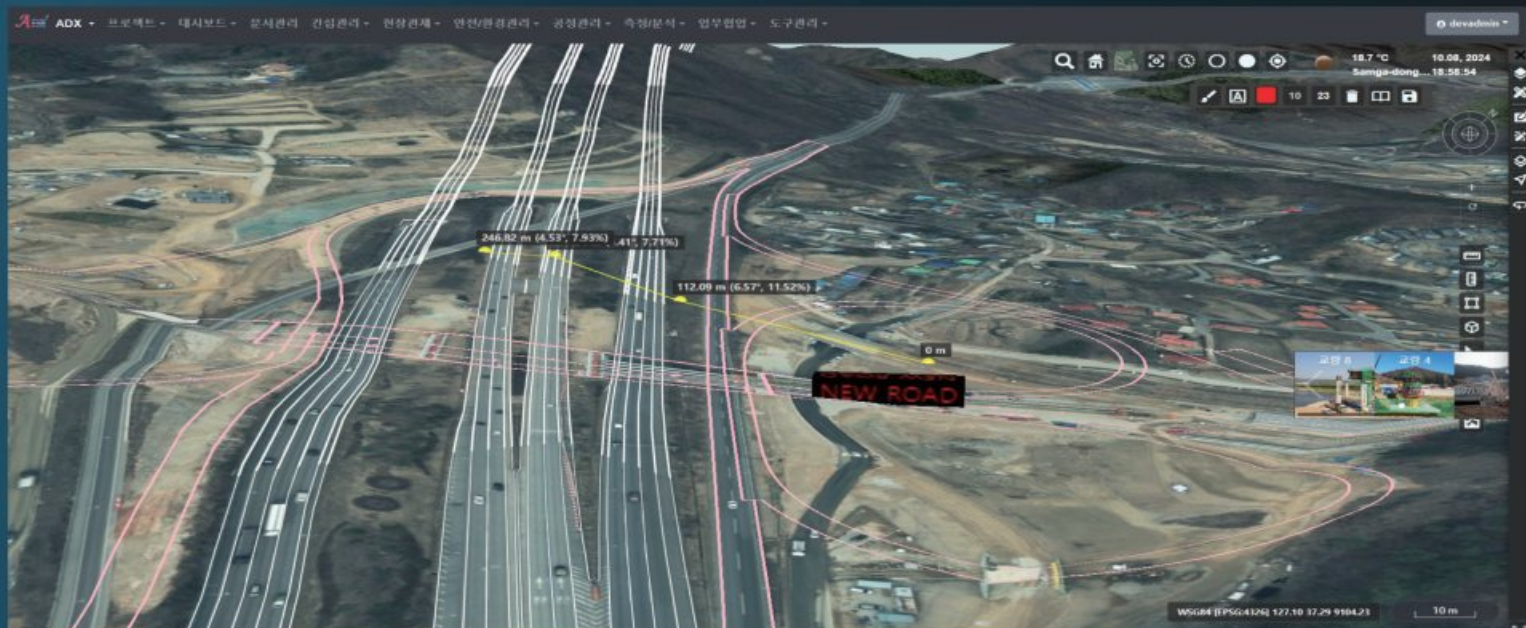 ADX 프로젝트 대시보드 문서관리 건설관리 현장관제 안전/환경관리 공정관리 측정/분석 업무협업 도구관리 devadmin
18.7 °C 10.08, 2024
Samga-dong... 18:58:54
10 23
246.82 m (4.53°, 7.93%) .41°, 7.71%)
112.09 m (6.57°, 11.52%)
0 m
교량 8 교량 4
NEW ROAD
WSG84 [EPSG:4326] 127.10 37.29 9104.23 10 m